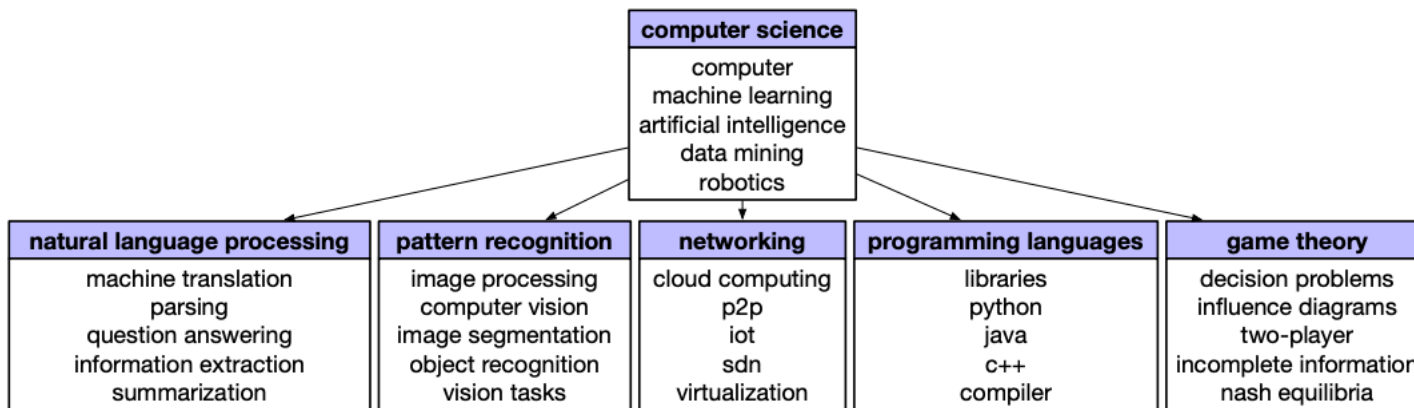 computer science
computer
machine learning
artificial intelligence
data mining
robotics
natural language processing
machine translation
parsing
question answering
information extraction
summarization
pattern recognition
image processing
computer vision
image segmentation
object recognition
vision tasks
networking
cloud computing
p2p
iot
sdn
virtualization
programming languages
libraries
python
java
c++
compiler
game theory
decision problems
influence diagrams
two-player
incomplete information
nash equilibria